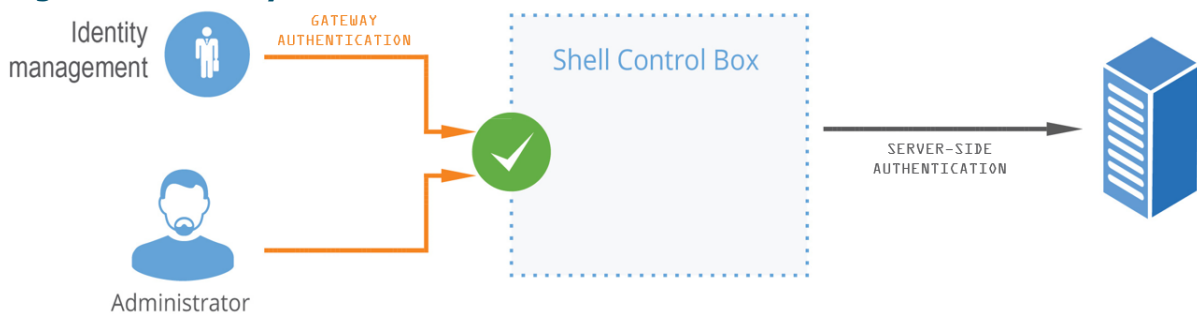 Identity
management
GATEWAY
AUTHENTICATION
Shell Control Box
SERVER-SIDE
AUTHENTICATION
Administrator